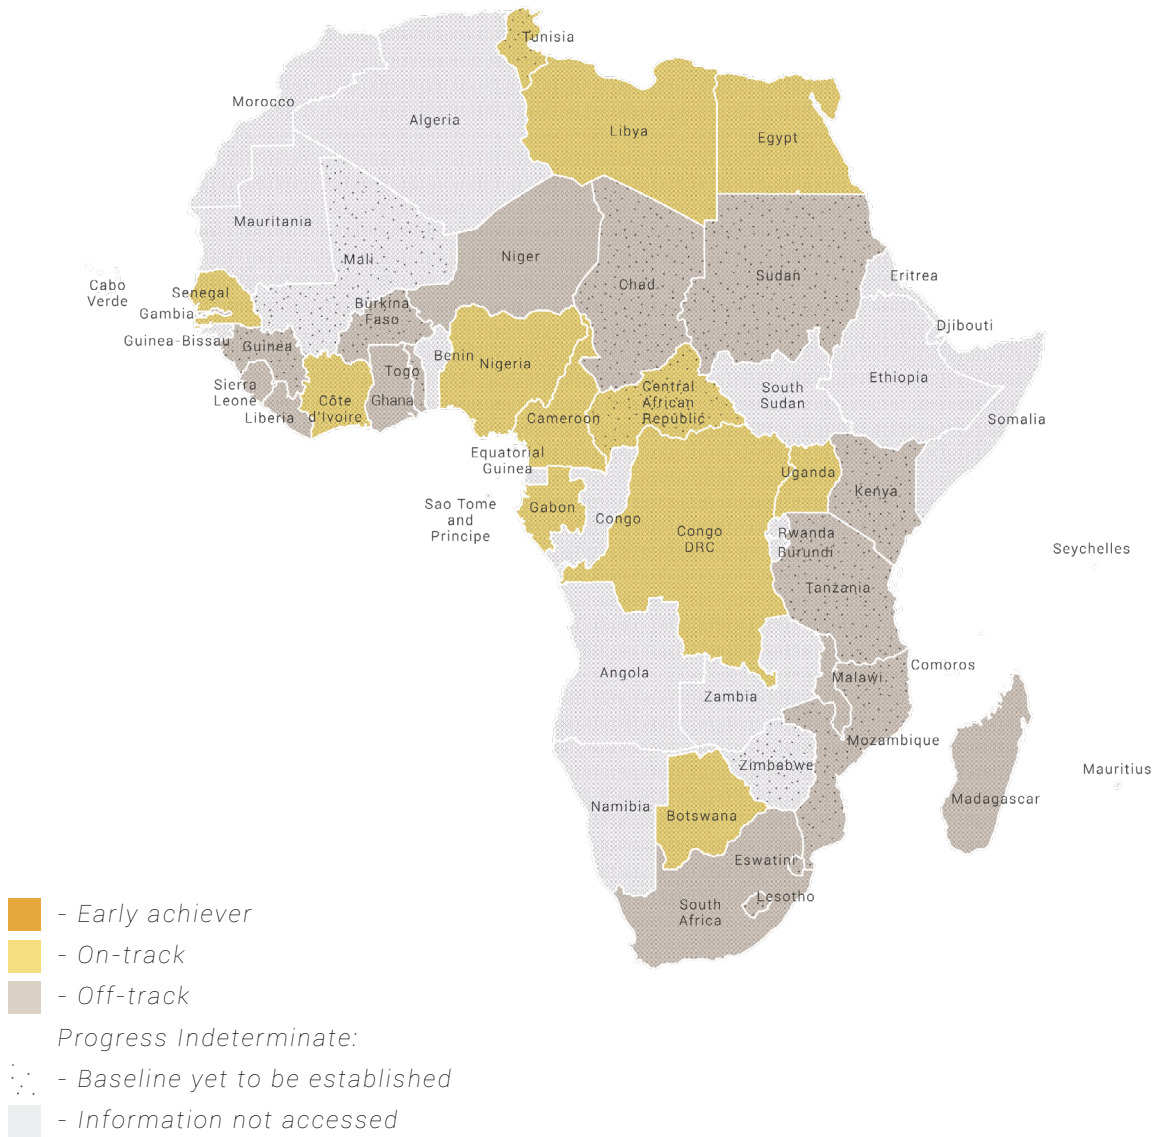 Tunisia
Morocco
Algeria
Libya
Egypt
Mauritania
Mali
Niger
Chad
Sudan
Eritrea
Cabo
Verde
Senegal
Gambia
Guinea-Bissau
Guinea
Burkina
Faso
Djibouti
Benin
Nigeria
Togo
Ethiopia
Sierra
Leone
Liberia
Côte
d'Ivoire
Ghana
Cameroon
Central
African
Republic
South
Sudan
Somalia
Equatorial
Guinea
Uganda
Kenya
Sao Tome
and
Principe
Gabon
Congo
Congo
DRC
Rwanda
Burundi
Seychelles
Tanzania
Angola
Zambia
Malawi
Comoros
Mozambique
Zimbabwe
Mauritius
Namibia
Botswana
Madagascar
Eswatini
Lesotho
South
Africa
- Early achiever
- On-track
- Off-track
Progress Indeterminate:
- Baseline yet to be established
- Information not accessed